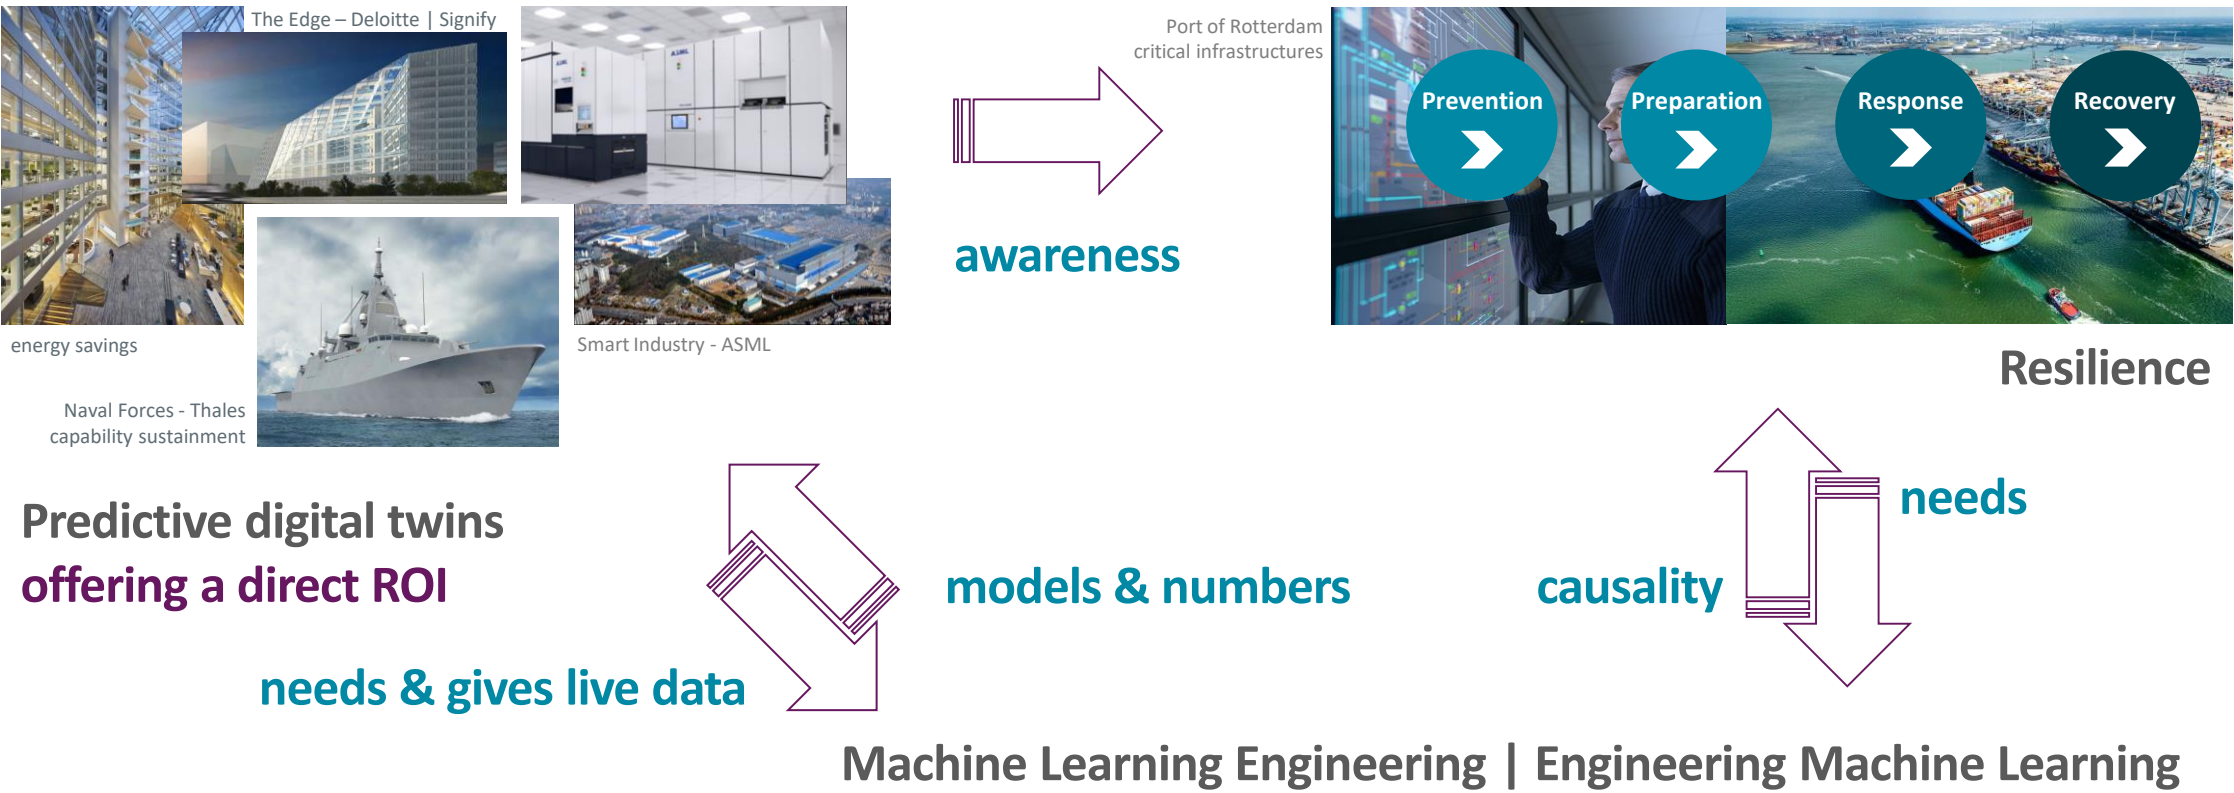 The Edge – Deloitte | Signify
ASML
ASML
Port of Rotterdam
critical infrastructures
Prevention
Preparation
Response
Recovery
awareness
energy savings
Smart Industry - ASML
Resilience
Naval Forces - Thales
capability sustainment
Predictive digital twins
offering a direct ROI
needs
models & numbers
causality
needs & gives live data
Machine Learning Engineering | Engineering Machine Learning